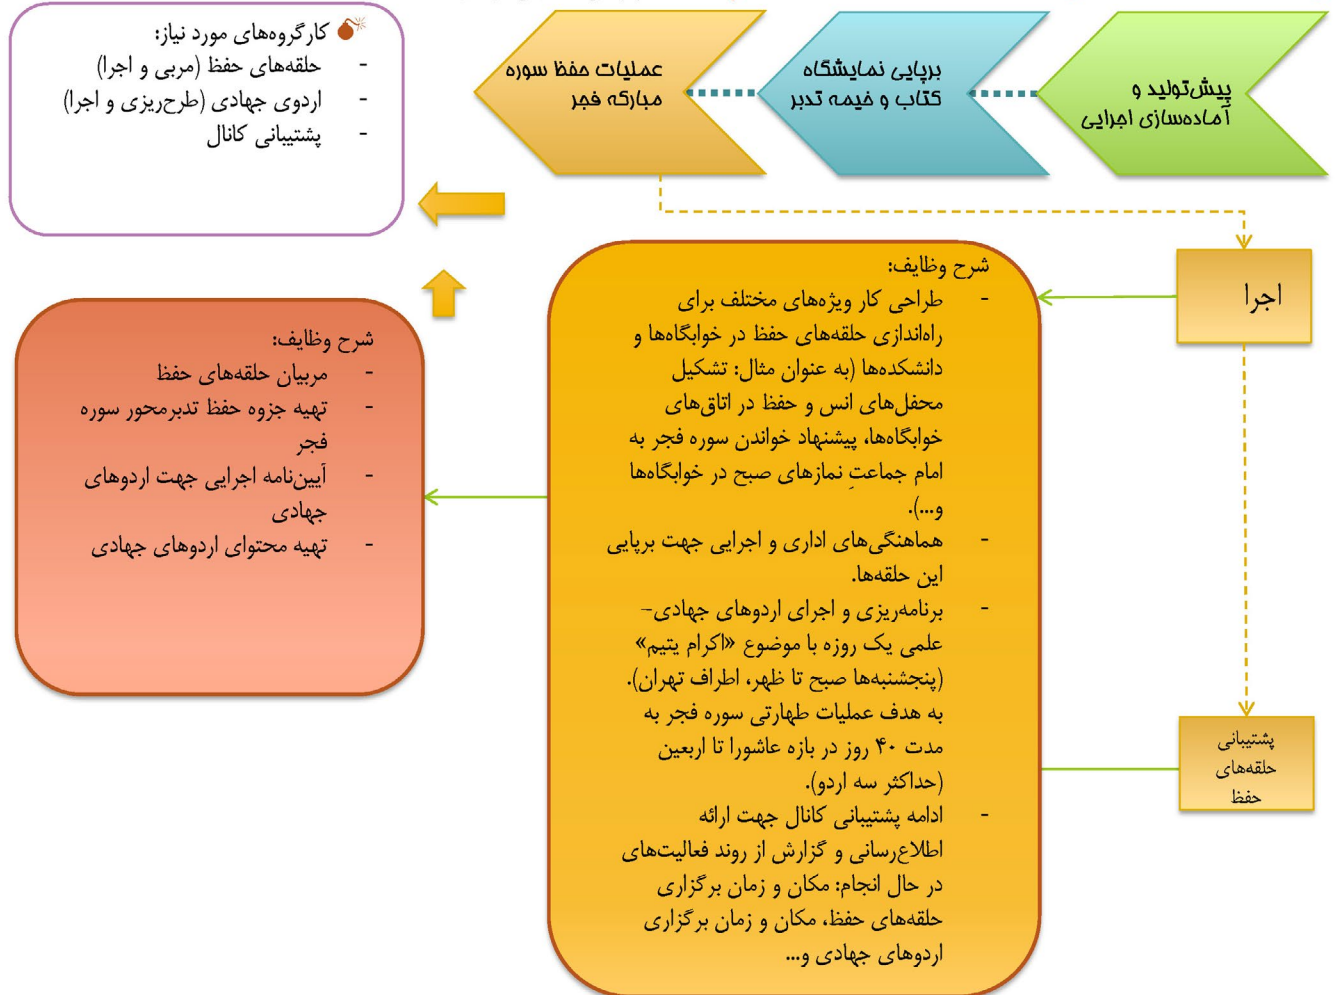 پیش‌تولید و
آماده‌سازی اجرایی
برپایی نمایشگاه
کتاب و خیمه تدبر
عملیات حفظ سوره
مبارکه فجر
کارگروه‌های مورد نیاز:
- حلقه‌های حفظ (مربی و اجرا)
- اردوی جهادی (طرح‌ریزی و اجرا)
- پشتیبانی کانال
اجرا
شرح وظایف:
- طراحی کار ویژه‌های مختلف برای
راه‌اندازی حلقه‌های حفظ در خوابگاه‌ها و
دانشکده‌ها (به عنوان مثال: تشکیل
محفل‌های انس و حفظ در اتاق‌های
خوابگاه‌ها، پیشنهاد خواندن سوره فجر به
امام جماعتِ نمازهای صبح در خوابگاه‌ها
و...).
- هماهنگی‌های اداری و اجرایی جهت برپایی
این حلقه‌ها.
- برنامه‌ریزی و اجرای اردوهای جهادی-
علمی یک روزه با موضوع «اکرام یتیم»
(پنجشنبه‌ها صبح تا ظهر، اطراف تهران).
به هدف عملیات طهارتی سوره فجر به
مدت ۴۰ روز در بازه عاشورا تا اربعین
(حداکثر سه اردو).
- ادامه پشتیبانی کانال جهت ارائه
اطلاع‌رسانی و گزارش از روند فعالیت‌های
در حال انجام: مکان و زمان برگزاری
حلقه‌های حفظ، مکان و زمان برگزاری
اردوهای جهادی و...
پشتیبانی
حلقه‌های
حفظ
شرح وظایف:
- مربیان حلقه‌های حفظ
- تهیه جزوه حفظ تدبرمحور سوره
فجر
- آیین‌نامه اجرایی جهت اردوهای
جهادی
- تهیه محتوای اردوهای جهادی